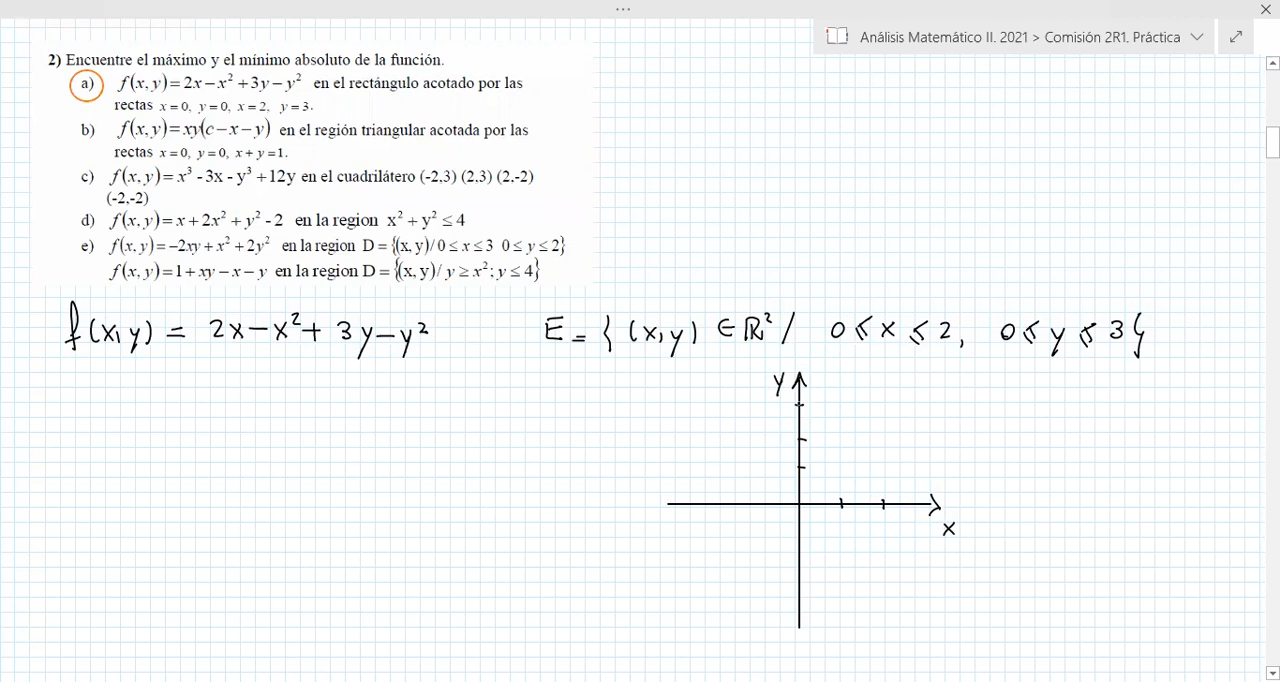 Análisis Matemático II. 2021 > Comisión 2R1. Práctica
2) Encuentre el máximo y el mínimo absoluto de la función.
a) f(x,y)=2x−x²+3y−y² en el rectángulo acotado por las
rectas x=0, y=0, x=2, y=3.
b) f(x,y)=xy(c−x−y) en el región triangular acotada por las
rectas x=0, y=0, x+y=1.
c) f(x,y)=x³ - 3x - y³ +12y en el cuadrilátero (-2,3) (2,3) (2,-2)
(-2,-2)
d) f(x,y)=x+2x²+y² - 2 en la region x² + y² ≤ 4
e) f(x,y)=−2xy+x²+2y² en la region D={(x,y)/0≤x≤3 0≤y≤2}
f(x,y)=1+xy−x−y en la region D={(x,y)/ y≥x²; y≤4}
f(x,y) = 2x−x²+ 3y−y² E = { (x,y) ∈ ℝ² / 0 ≤ x ≤ 2, 0 ≤ y ≤ 3 }
y
x